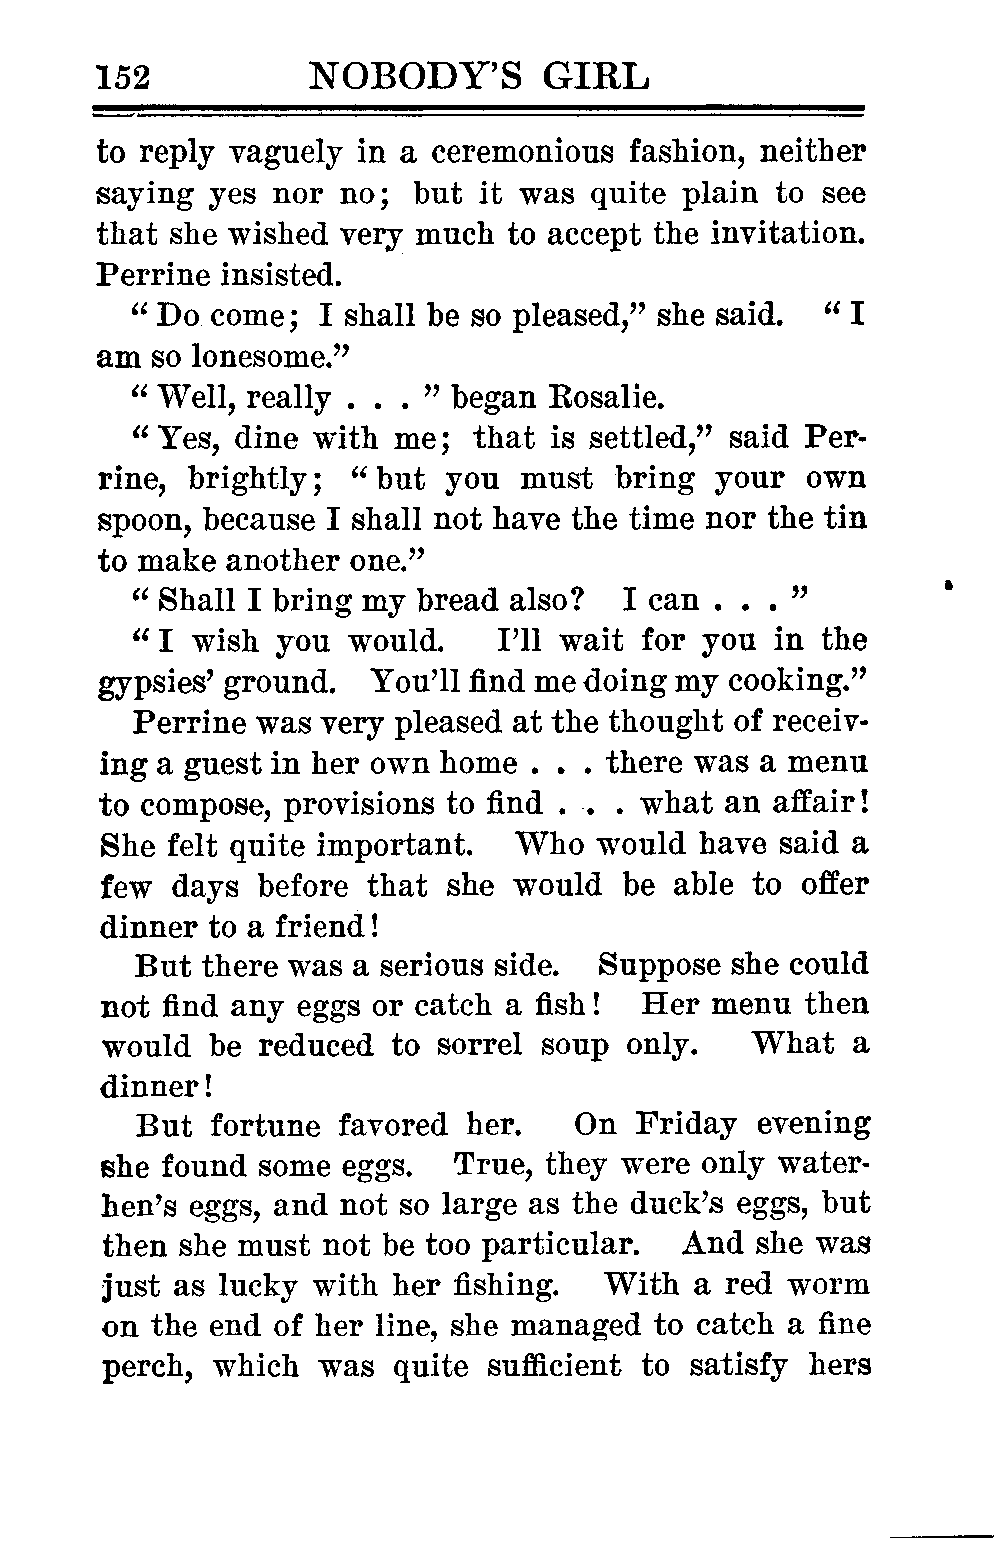 152 NOBODY'S GIRL
to reply vaguely in a ceremonious fashion, neither
saying yes nor no; but it was quite plain to see
that she wished very much to accept the invitation.
Perrine insisted.
“ Do come; I shall be so pleased,” she said. “ I
am so lonesome.”
“ Well, really . . . ” began Rosalie.
“ Yes, dine with me; that is settled,” said Per-
rine, brightly; “ but you must bring your own
spoon, because I shall not have the time nor the tin
to make another one.”
“ Shall I bring my bread also? I can . . . ”
“ I wish you would. I'll wait for you in the
gypsies' ground. You'll find me doing my cooking.”
Perrine was very pleased at the thought of receiv-
ing a guest in her own home . . . there was a menu
to compose, provisions to find . . . what an affair!
She felt quite important. Who would have said a
few days before that she would be able to offer
dinner to a friend!
But there was a serious side. Suppose she could
not find any eggs or catch a fish! Her menu then
would be reduced to sorrel soup only. What a
dinner!
But fortune favored her. On Friday evening
she found some eggs. True, they were only water-
hen's eggs, and not so large as the duck's eggs, but
then she must not be too particular. And she was
just as lucky with her fishing. With a red worm
on the end of her line, she managed to catch a fine
perch, which was quite sufficient to satisfy hers